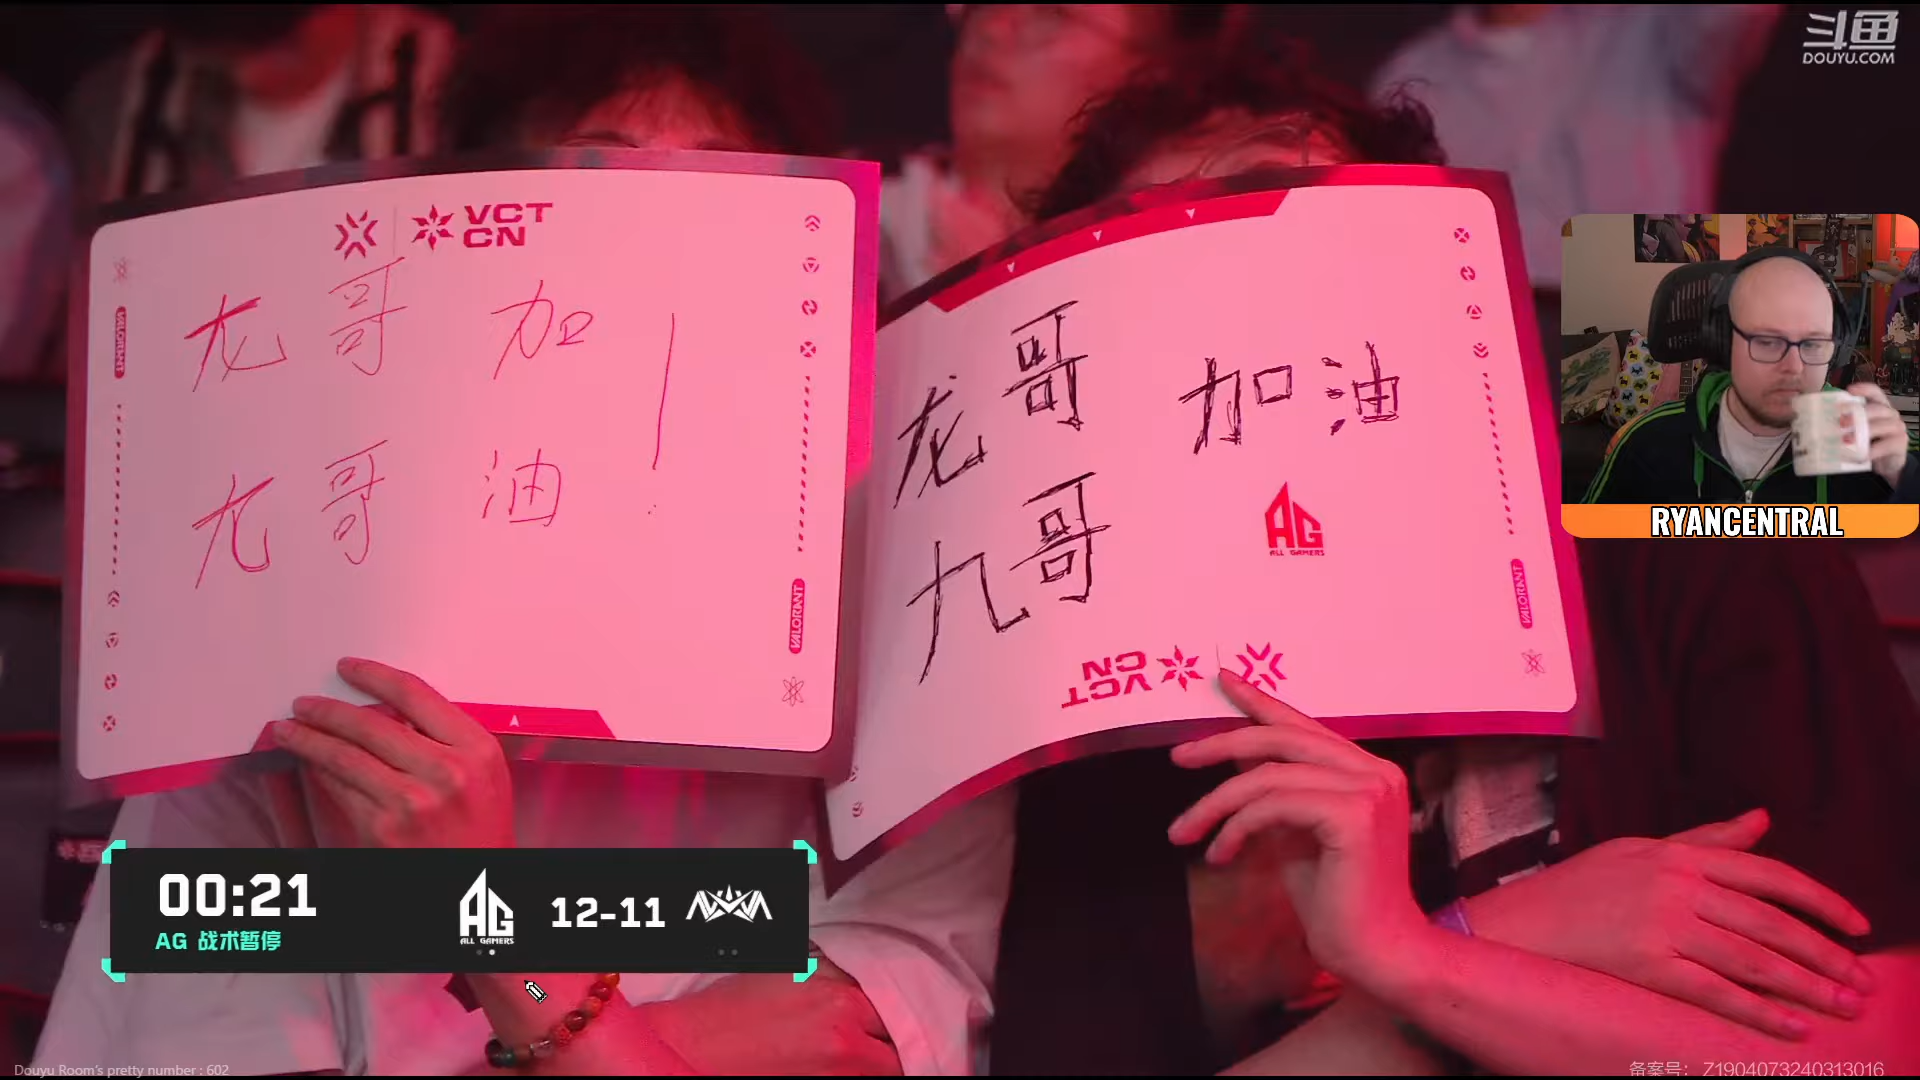 斗鱼
DOUYU.COM
VCT
CN
龙哥 加
尤哥 油!
VALORANT
VALORANT
龙哥 加油
九哥
AG
ALL GAMERS
VCT
CN
VALORANT
RYANCENTRAL
00:21
AG 战术暂停
AG
ALL GAMERS
12-11
NOVA
Douyu Room's pretty number : 602
备案号: Z1904073240313016